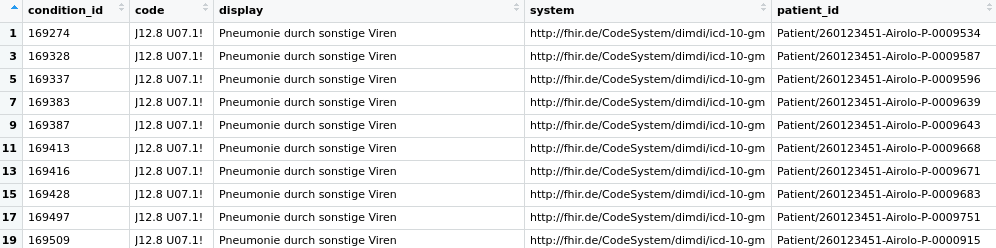 condition_id code display system patient_id
1 169274 J12.8 U07.1! Pneumonie durch sonstige Viren http://fhir.de/CodeSystem/dimdi/icd-10-gm Patient/260123451-Airolo-P-0009534
3 169328 J12.8 U07.1! Pneumonie durch sonstige Viren http://fhir.de/CodeSystem/dimdi/icd-10-gm Patient/260123451-Airolo-P-0009587
5 169337 J12.8 U07.1! Pneumonie durch sonstige Viren http://fhir.de/CodeSystem/dimdi/icd-10-gm Patient/260123451-Airolo-P-0009596
7 169383 J12.8 U07.1! Pneumonie durch sonstige Viren http://fhir.de/CodeSystem/dimdi/icd-10-gm Patient/260123451-Airolo-P-0009639
9 169387 J12.8 U07.1! Pneumonie durch sonstige Viren http://fhir.de/CodeSystem/dimdi/icd-10-gm Patient/260123451-Airolo-P-0009643
11 169413 J12.8 U07.1! Pneumonie durch sonstige Viren http://fhir.de/CodeSystem/dimdi/icd-10-gm Patient/260123451-Airolo-P-0009668
13 169416 J12.8 U07.1! Pneumonie durch sonstige Viren http://fhir.de/CodeSystem/dimdi/icd-10-gm Patient/260123451-Airolo-P-0009671
15 169428 J12.8 U07.1! Pneumonie durch sonstige Viren http://fhir.de/CodeSystem/dimdi/icd-10-gm Patient/260123451-Airolo-P-0009683
17 169497 J12.8 U07.1! Pneumonie durch sonstige Viren http://fhir.de/CodeSystem/dimdi/icd-10-gm Patient/260123451-Airolo-P-0009751
19 169509 J12.8 U07.1! Pneumonie durch sonstige Viren http://fhir.de/CodeSystem/dimdi/icd-10-gm Patient/260123451-Airolo-P-0000915